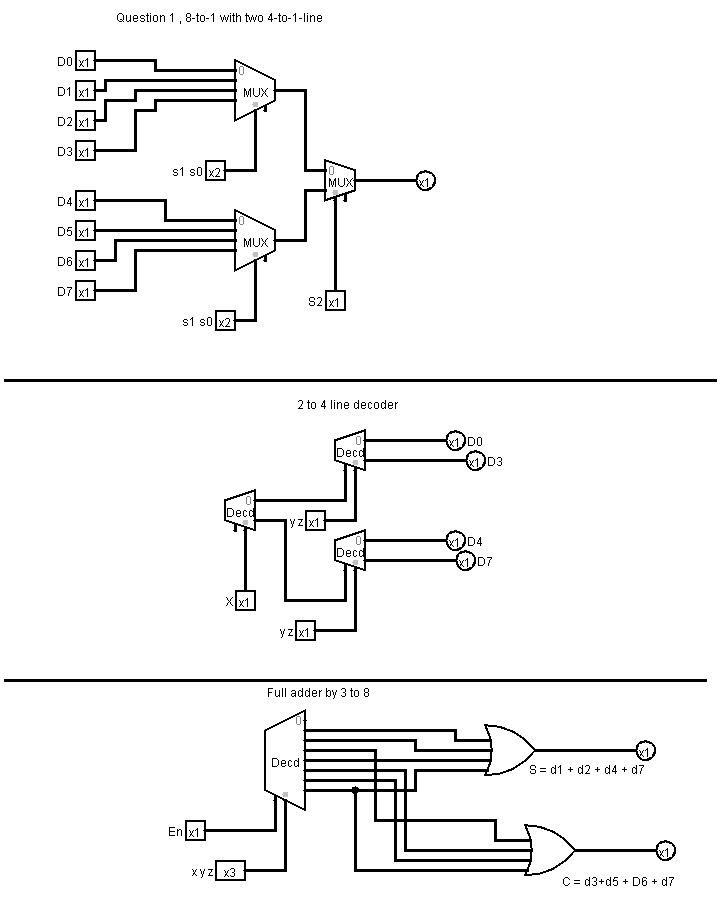 Question 1 , 8-to-1 with two 4-to-1-line
D0 x1
0
D1 x1
MUX
D2 x1
D3 x1
s1 s0 x2
0
MUX
x1
D4 x1
0
D5 x1
MUX
D6 x1
D7 x1
S2 x1
s1 s0 x2
2 to 4 line decoder
0
x1 D0
Decd
x1 D3
0
Decd
y z x1
0
x1 D4
Decd
x1 D7
X x1
y z x1
Full adder by 3 to 8
0
x1
Decd
S = d1 + d2 + d4 + d7
En x1
x1
x y z x3
C = d3+d5 + D6 + d7